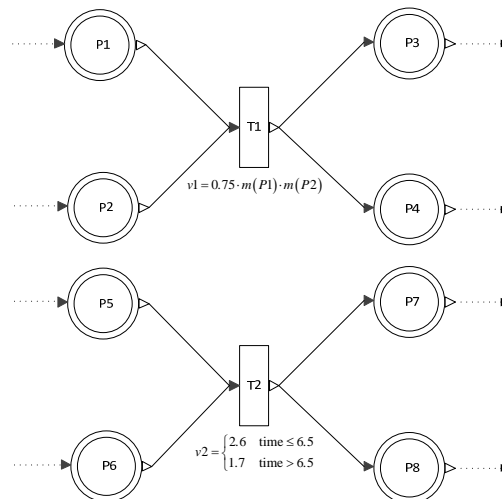 P1
P3
T1
v1 = 0.75 · m(P1) · m(P2)
P2
P4
P5
P7
T2
v2 = { 2.6 time ≤ 6.5
1.7 time > 6.5
P6
P8